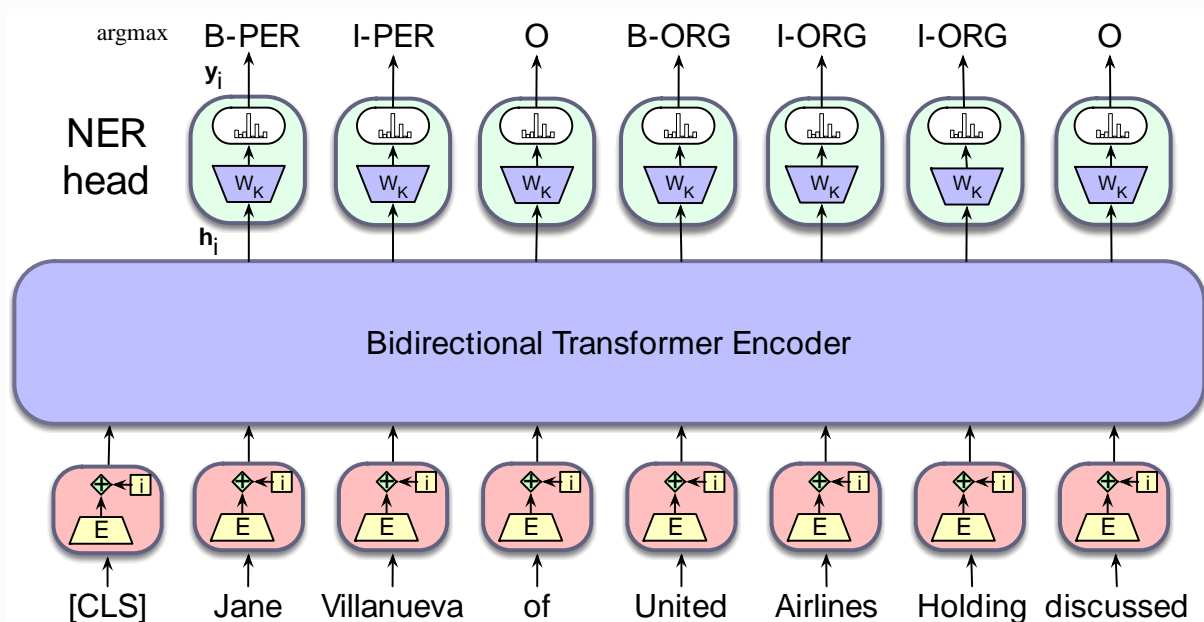 argmax B-PER I-PER O B-ORG I-ORG I-ORG O
yi
NER head
WK WK WK WK WK WK WK
hi
Bidirectional Transformer Encoder
+ i + i + i + i + i + i + i + i
E E E E E E E E
[CLS] Jane Villanueva of United Airlines Holding discussed